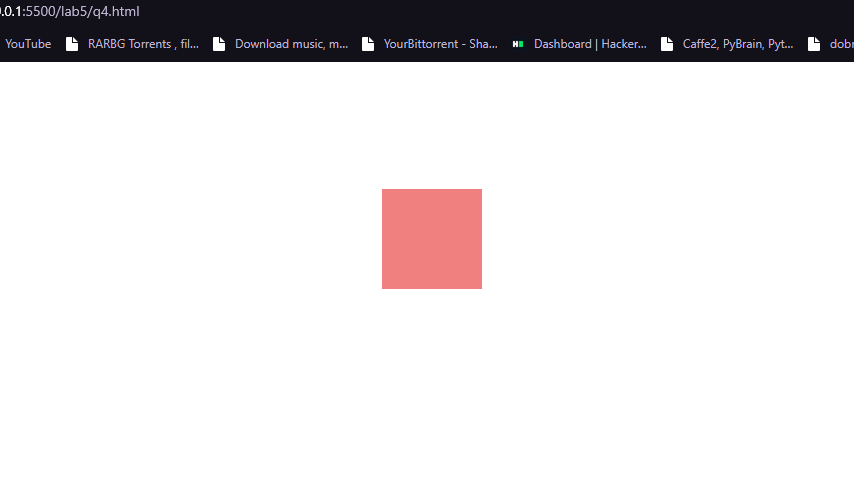 0.0.1:5500/lab5/q4.html
YouTube RARBG Torrents , fil... Download music, m... YourBittorrent - Sha... Dashboard | Hacker... Caffe2, PyBrain, Pyt... dobr